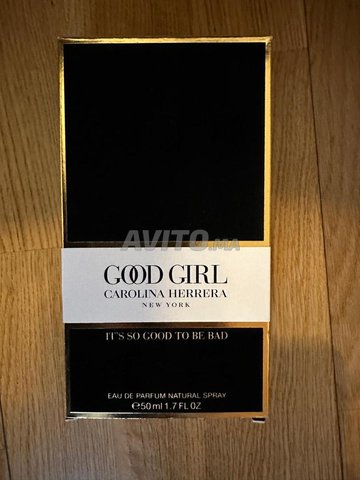 AVITO.ma
GOOD GIRL
CAROLINA HERRERA
NEW YORK
IT'S SO GOOD TO BE BAD
EAU DE PARFUM NATURAL SPRAY
℮50 ml 1.7 FL OZ